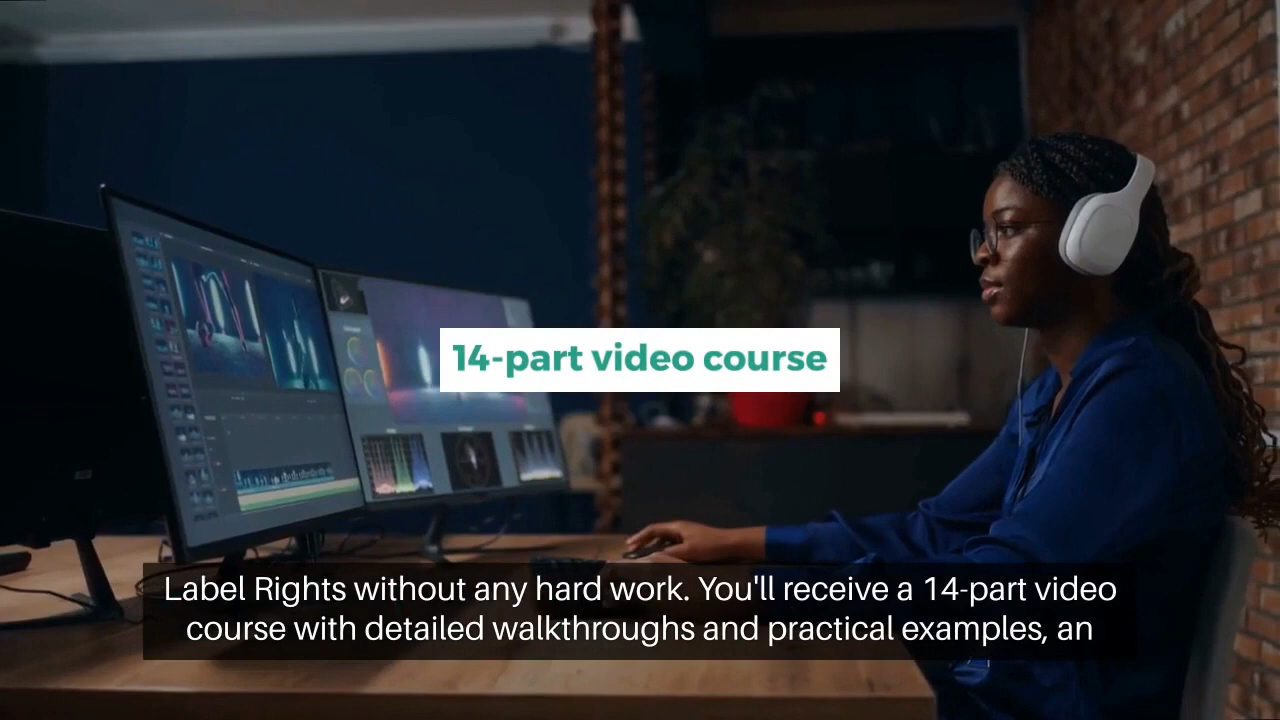 14-part video course
Label Rights without any hard work. You'll receive a 14-part video
course with detailed walkthroughs and practical examples, an